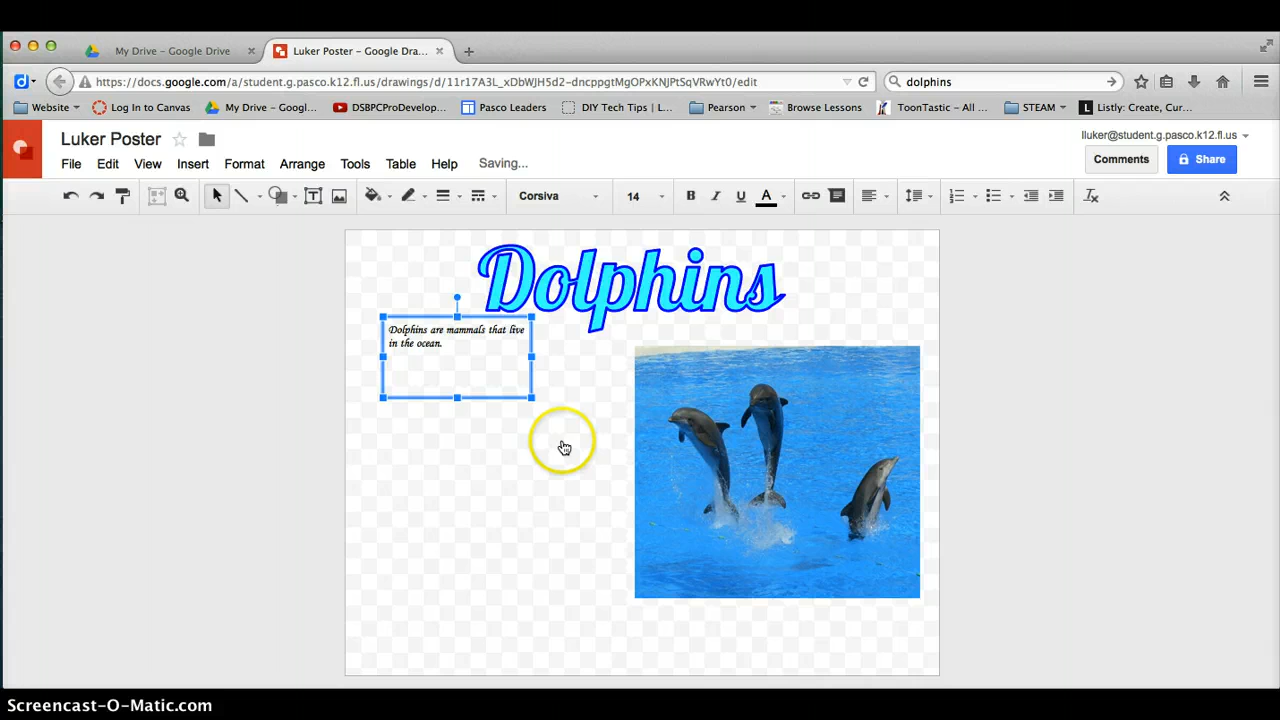 My Drive – Google Drive
Luker Poster – Google Dra...
https://docs.google.com/a/student.g.pasco.k12.fl.us/drawings/d/11r17A3L_xDbWJH5d2-dncppgtMgOPxKNJPtSqVRwYt0/edit
dolphins
Website
Log In to Canvas
My Drive – Googl...
DSBPCProDevelop...
Pasco Leaders
DIY Tech Tips | L...
Pearson
Browse Lessons
ToonTastic – All ...
STEAM
Listly: Create, Cur...
Luker Poster
lluker@student.g.pasco.k12.fl.us
File Edit View Insert Format Arrange Tools Table Help Saving...
Comments
Share
Corsiva
14
B I U A
Dolphins
Dolphins are mammals that live
in the ocean.
Screencast-O-Matic.com